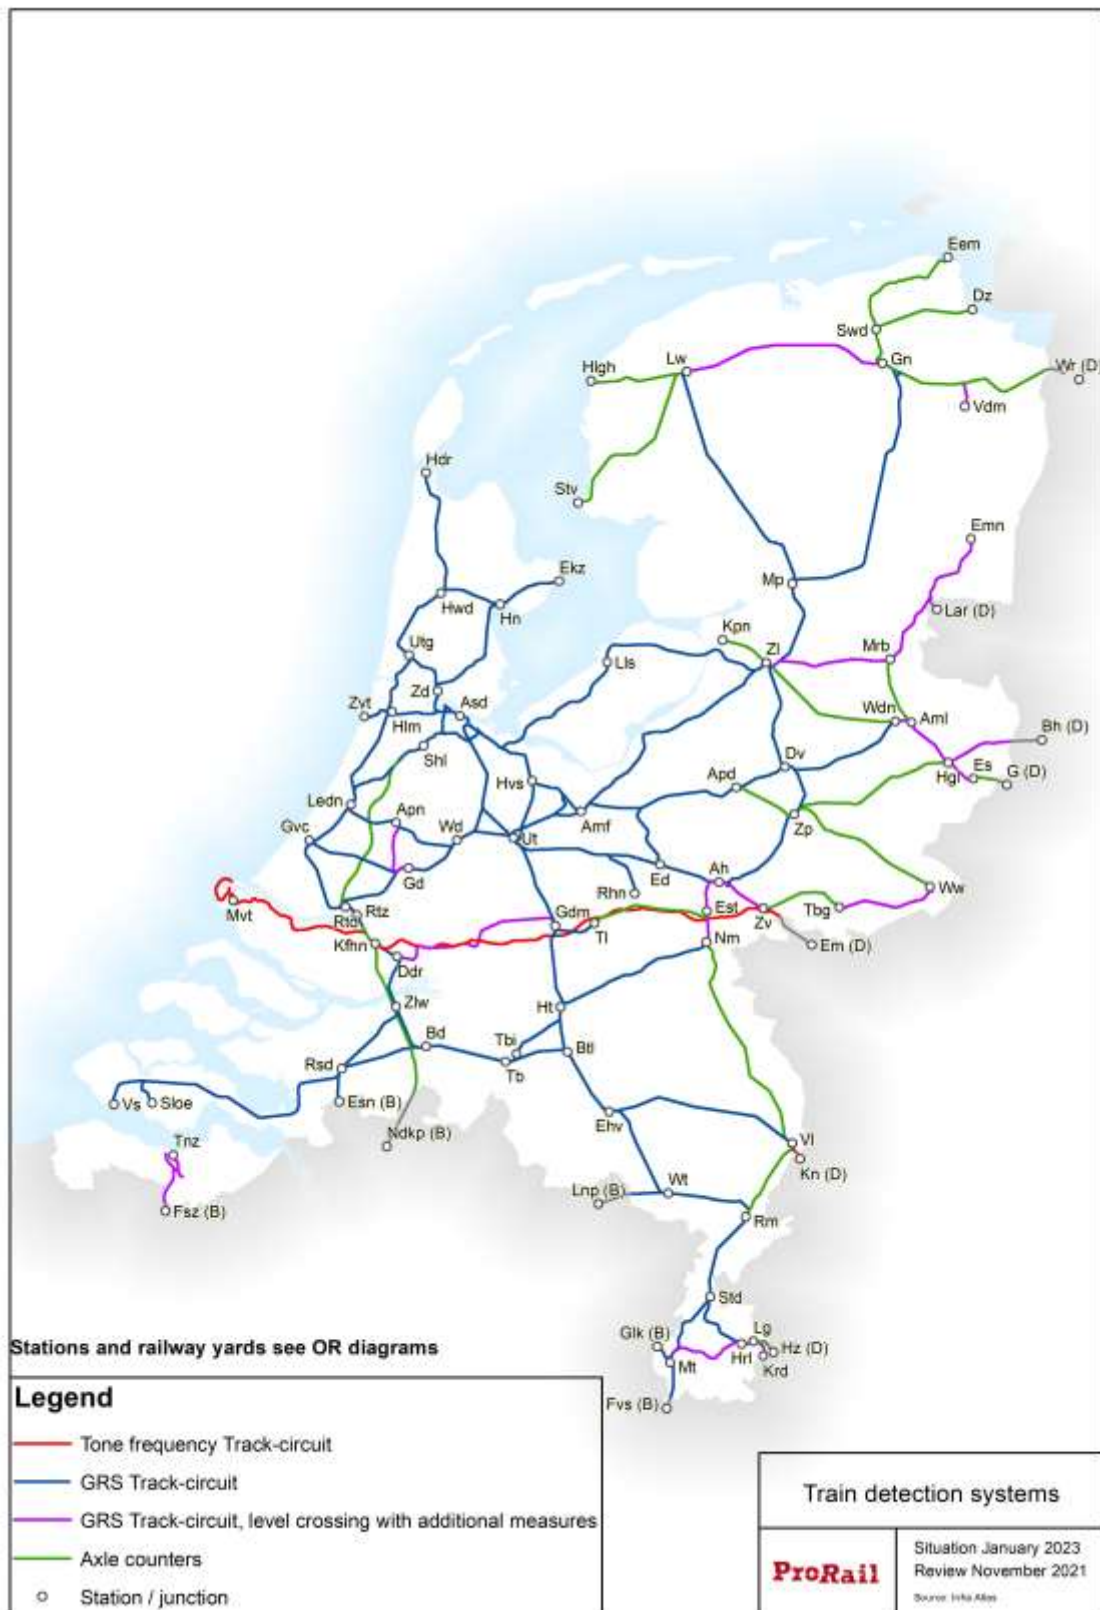 Eem
Dz
Swd
Gn
Wr (D)
Lw
Hlgh
Vdm
Hdr
Stv
Emn
Ekz
Mp
Hwd
Hn
Lar (D)
Kpn
Utg
Zl
Mrb
Lls
Zd
Zvt
Asd
Wdn
Aml
Hlm
Bh (D)
Shl
Dv
Es
Hgl
G (D)
Hvs
Apd
Ledn
Apn
Amf
Zp
Gvc
Wd
Ut
Gd
Ed
Ah
Ww
Rhn
Mvt
Rtd
Rtz
Gdm
Est
Tbg
Tl
Zv
Kfhn
Nm
Em (D)
Ddr
Zlw
Ht
Bd
Tbi
Btl
Rsd
Tb
Vs
Sloe
Esn (B)
Ehv
Ndkp (B)
Vl
Tnz
Kn (D)
Wt
Lnp (B)
Fsz (B)
Rm
Std
Glk (B)
Lg
Hz (D)
Mt
Hrl
Krd
Fvs (B)
Stations and railway yards see OR diagrams
Legend
Tone frequency Track-circuit
GRS Track-circuit
GRS Track-circuit, level crossing with additional measures
Axle counters
Station / junction
Train detection systems
ProRail
Situation January 2023
Review November 2021
Source: Infra Atlas